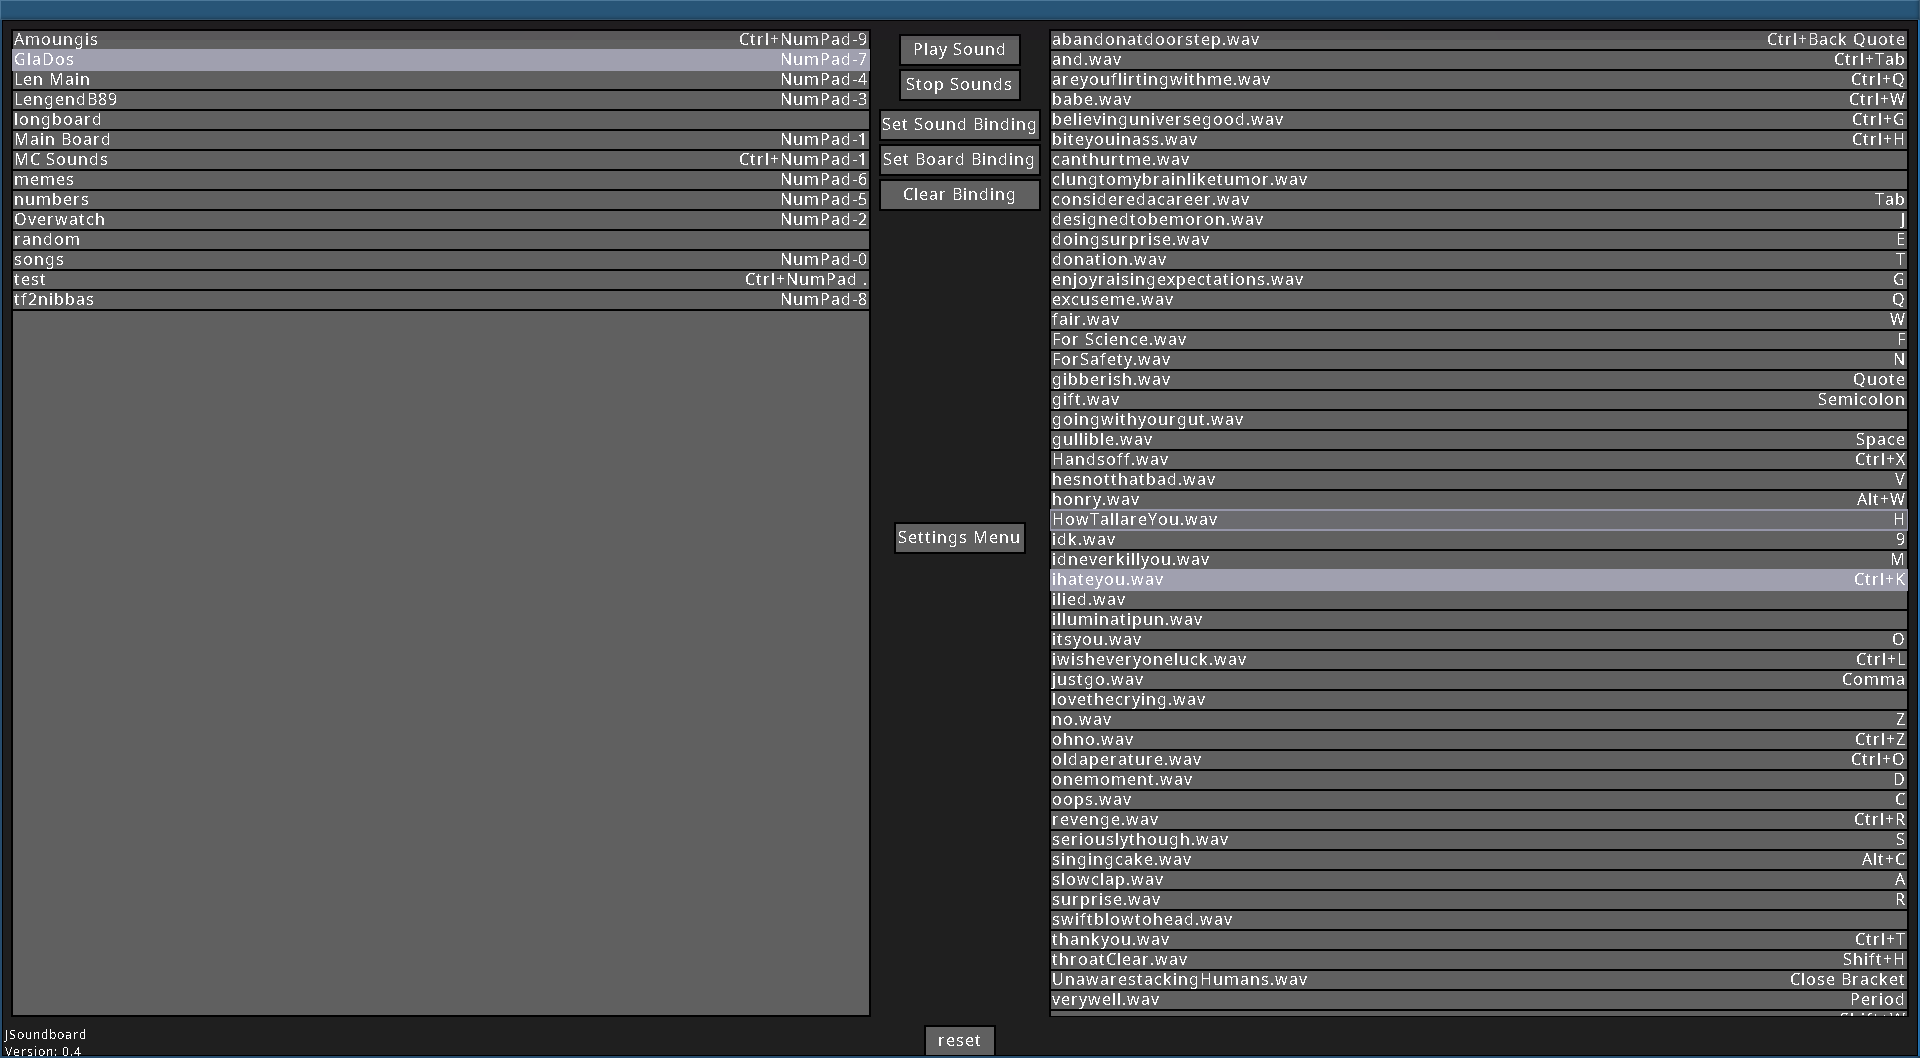 Amoungis Ctrl+NumPad-9
GlaDos NumPad-7
Len Main NumPad-4
LengendB89 NumPad-3
longboard
Main Board NumPad-1
MC Sounds Ctrl+NumPad-1
memes NumPad-6
numbers NumPad-5
Overwatch NumPad-2
random
songs NumPad-0
test Ctrl+NumPad .
tf2nibbas NumPad-8
Play Sound
Stop Sounds
Set Sound Binding
Set Board Binding
Clear Binding
Settings Menu
abandonatdoorstep.wav Ctrl+Back Quote
and.wav Ctrl+Tab
areyouflirtingwithme.wav Ctrl+Q
babe.wav Ctrl+W
believinguniversegood.wav Ctrl+G
biteyouinass.wav Ctrl+H
canthurtme.wav
clungtomybrainliketumor.wav
consideredacareer.wav Tab
designedtobemoron.wav J
doingsurprise.wav E
donation.wav T
enjoyraisingexpectations.wav G
excuseme.wav Q
fair.wav W
For Science.wav F
ForSafety.wav N
gibberish.wav Quote
gift.wav Semicolon
goingwithyourgut.wav
gullible.wav Space
Handsoff.wav Ctrl+X
hesnotthatbad.wav V
honry.wav Alt+W
HowTallareYou.wav H
idk.wav 9
idneverkillyou.wav M
ihateyou.wav Ctrl+K
ilied.wav
illuminatipun.wav
itsyou.wav O
iwisheveryoneluck.wav Ctrl+L
justgo.wav Comma
lovethecrying.wav
no.wav Z
ohno.wav Ctrl+Z
oldaperature.wav Ctrl+O
onemoment.wav D
oops.wav C
revenge.wav Ctrl+R
seriouslythough.wav S
singingcake.wav Alt+C
slowclap.wav A
surprise.wav R
swiftblowtohead.wav
thankyou.wav Ctrl+T
throatClear.wav Shift+H
UnawarestackingHumans.wav Close Bracket
verywell.wav Period
JSoundboard
Version: 0.4
reset